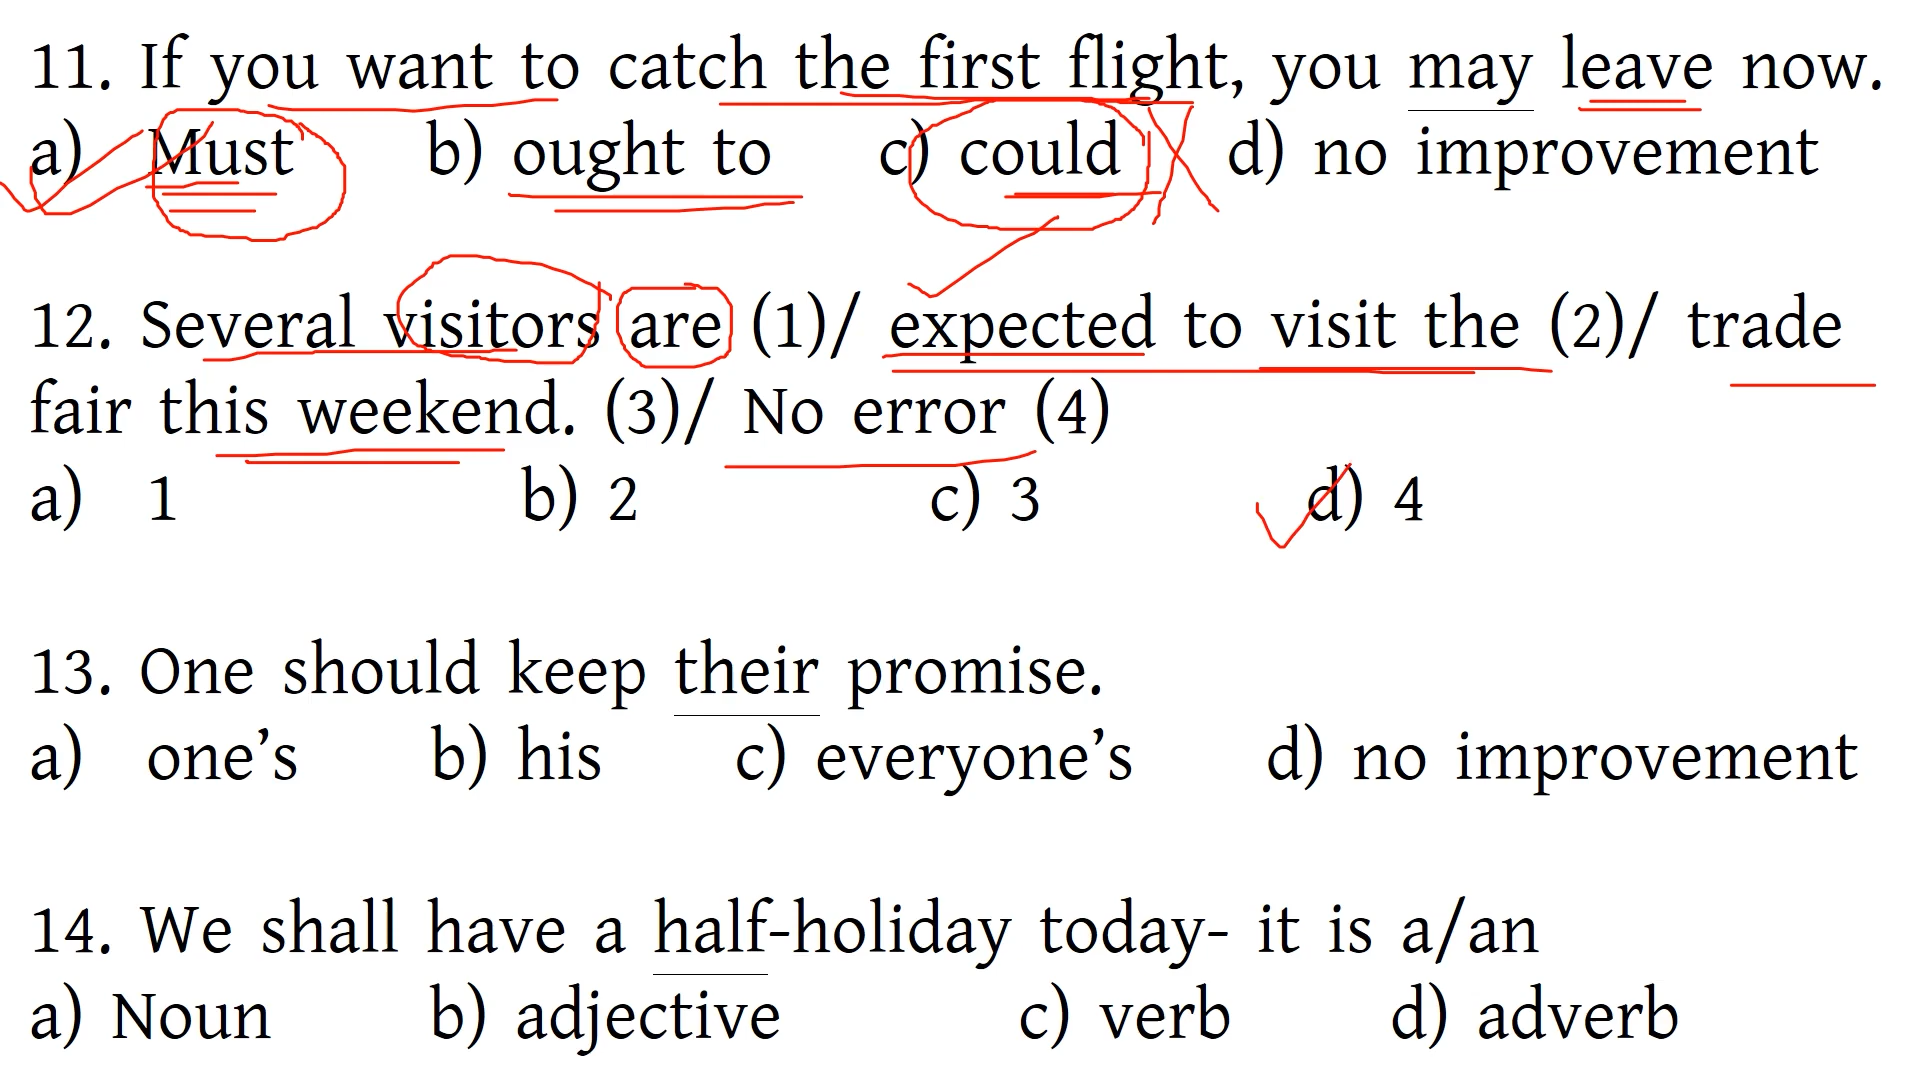 11. If you want to catch the first flight, you may leave now.
a) Must b) ought to c) could d) no improvement
12. Several visitors are (1)/ expected to visit the (2)/ trade
fair this weekend. (3)/ No error (4)
a) 1 b) 2 c) 3 d) 4
13. One should keep their promise.
a) one’s b) his c) everyone’s d) no improvement
14. We shall have a half-holiday today- it is a/an
a) Noun b) adjective c) verb d) adverb